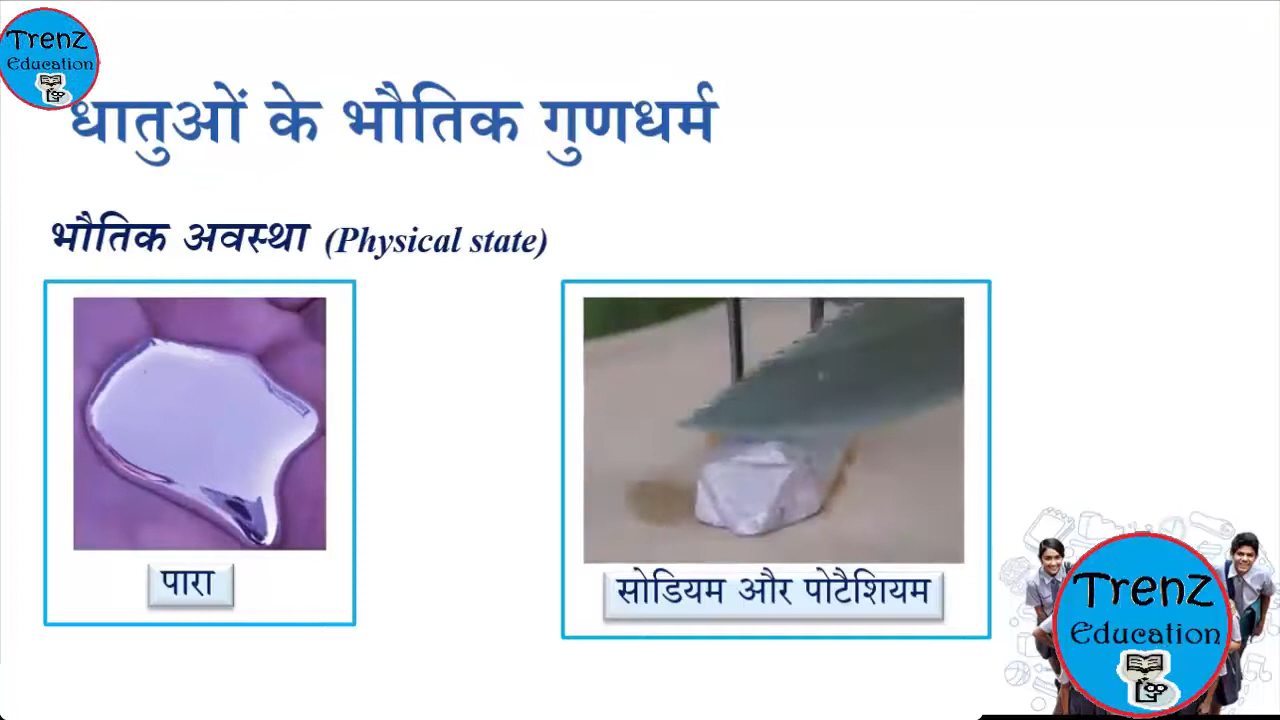 Trenz
Education
धातुओं के भौतिक गुणधर्म
भौतिक अवस्था (Physical state)
पारा
सोडियम और पोटैशियम
Trenz
Education